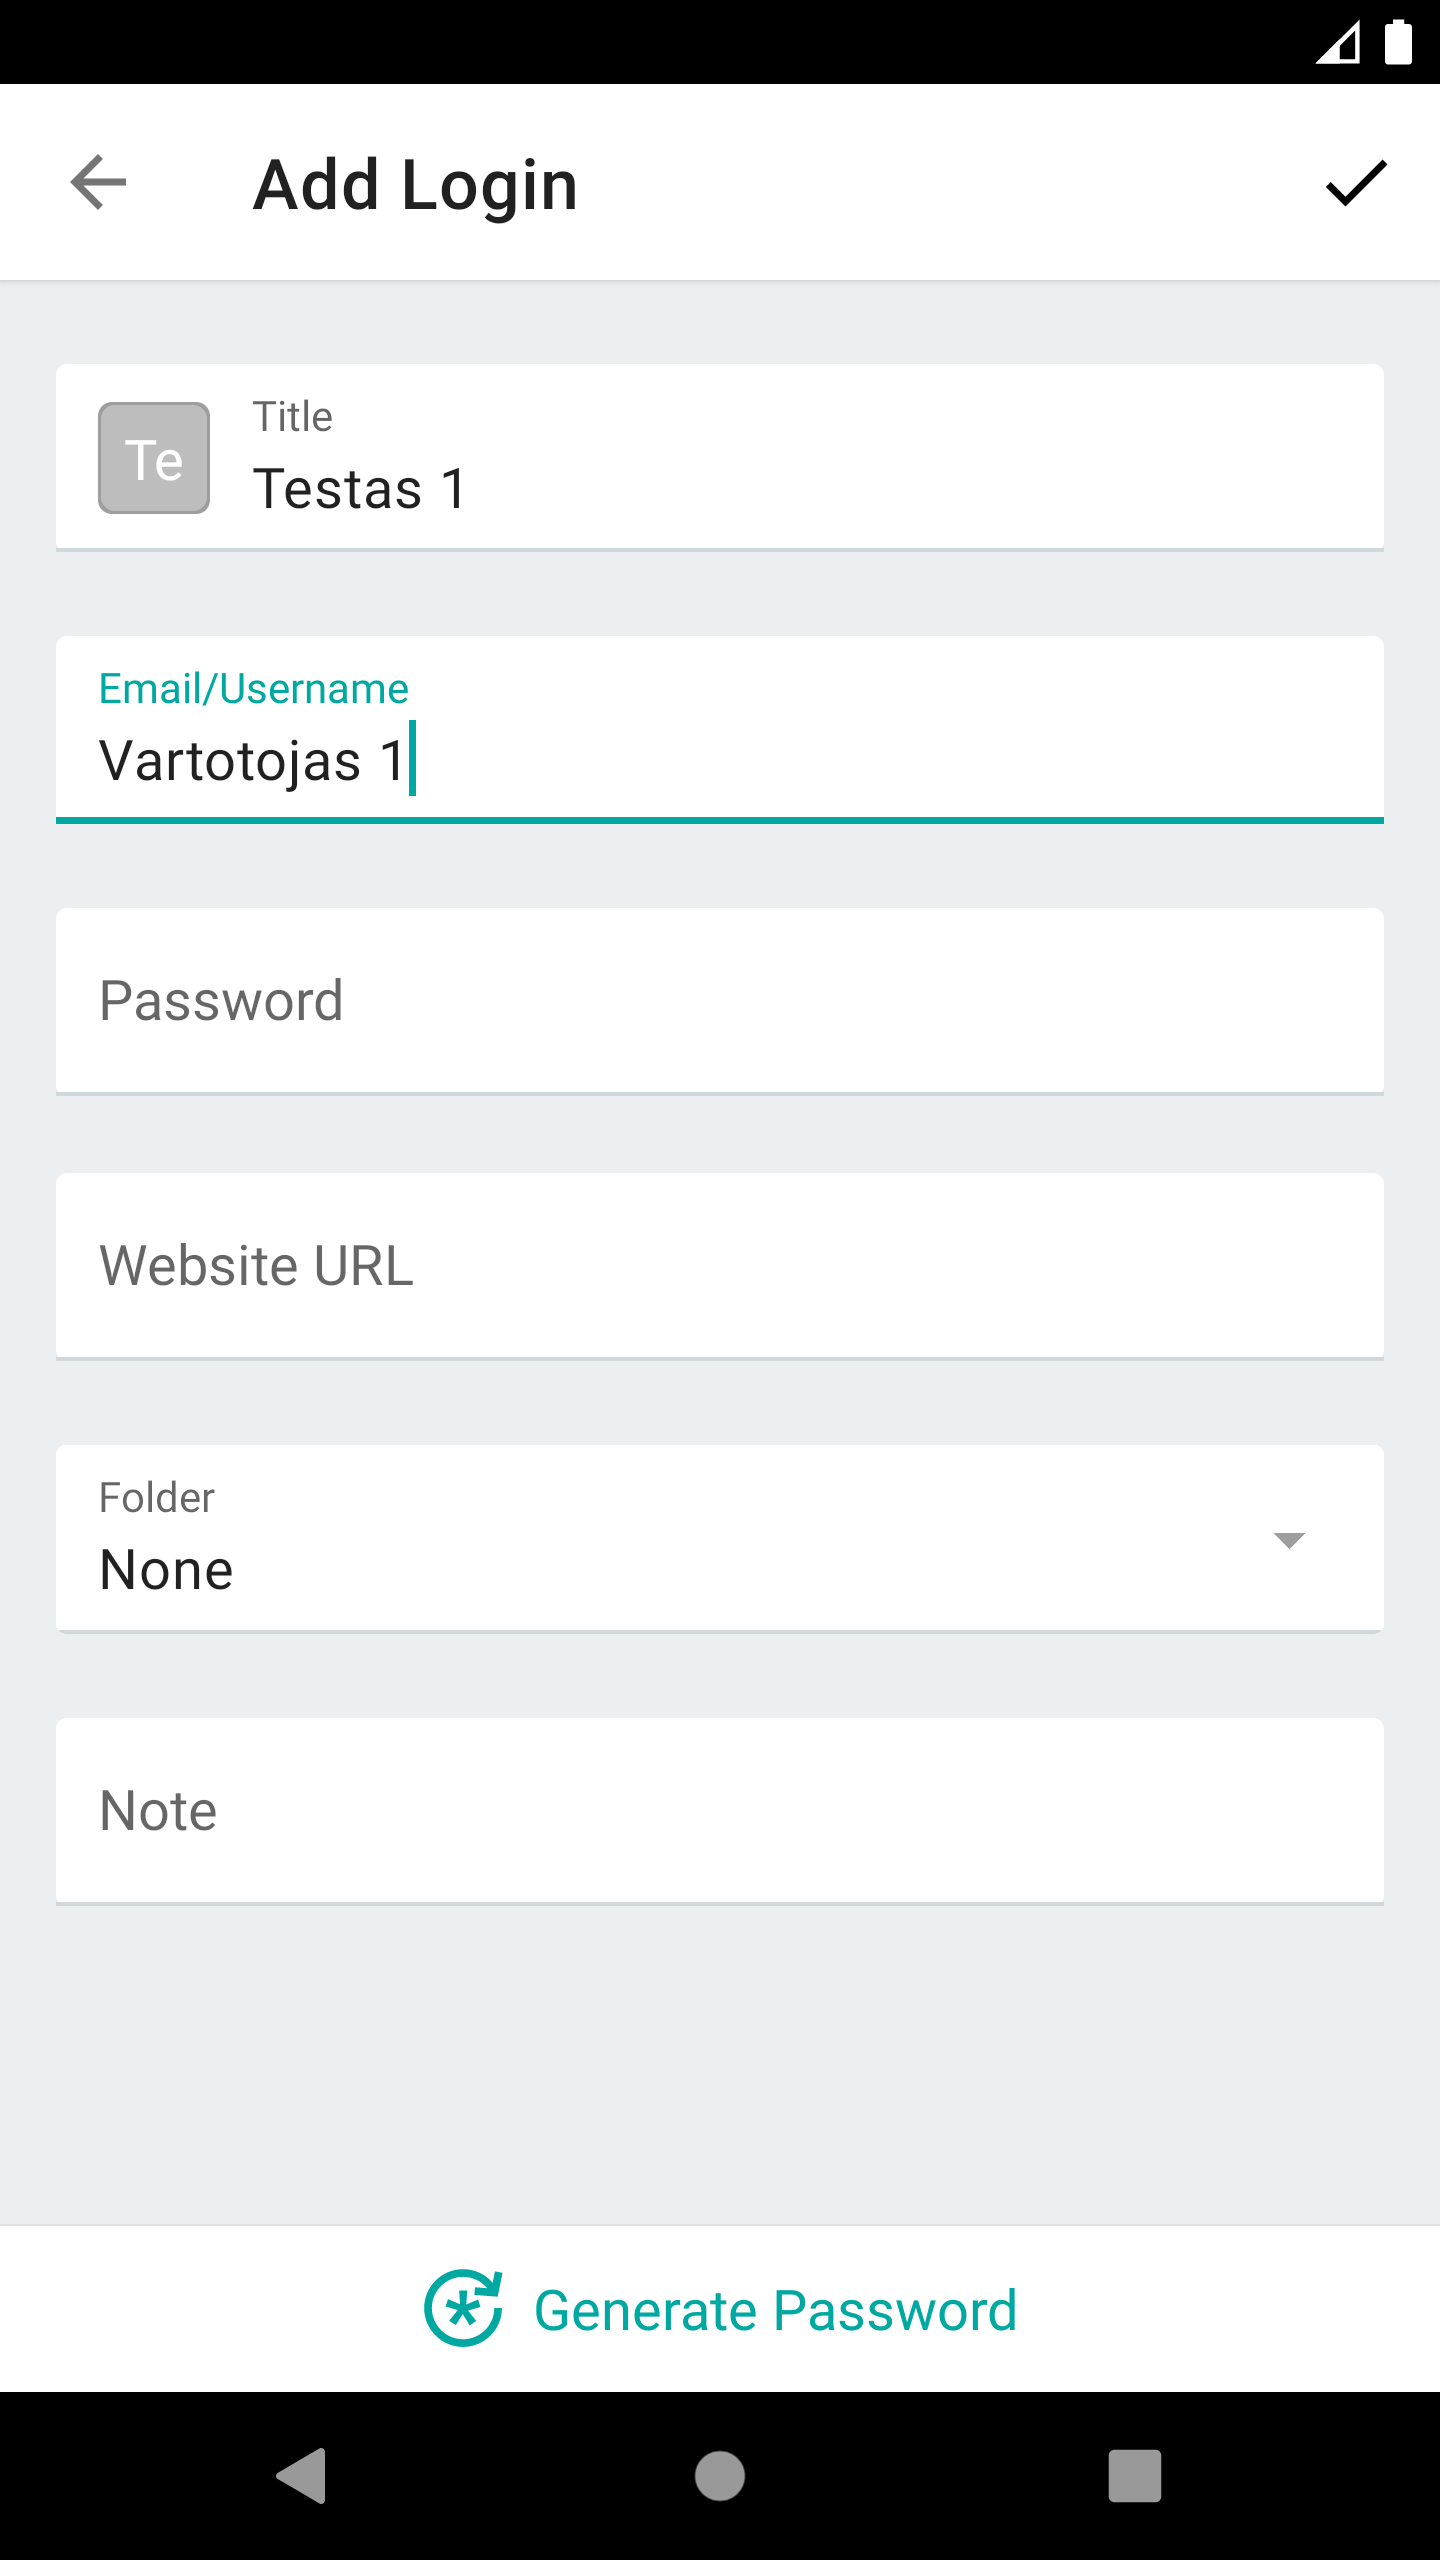 Add Login
Te
Title
Testas 1
Email/Username
Vartotojas 1
Password
Website URL
Folder
None
Note
Generate Password